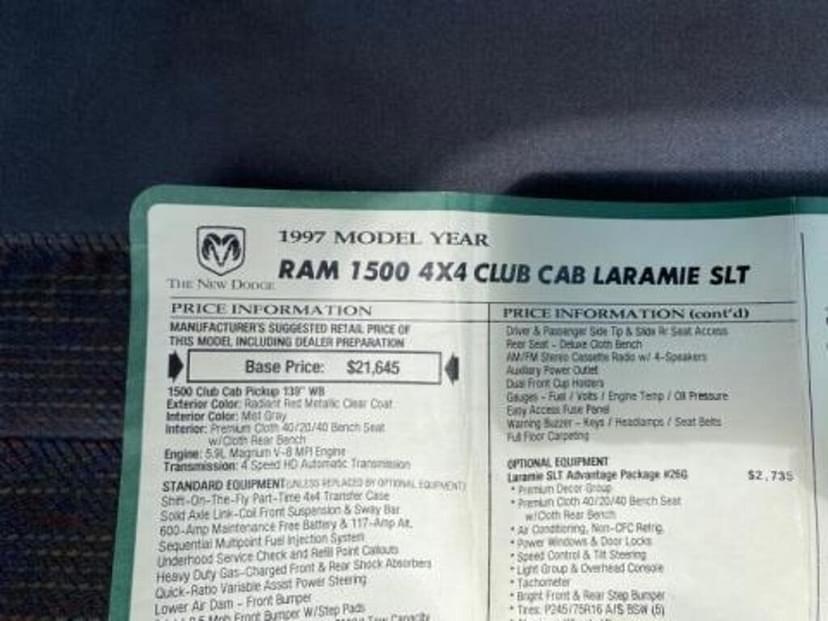 1997 MODEL YEAR
RAM 1500 4X4 CLUB CAB LARAMIE SLT
THE NEW DODGE
PRICE INFORMATION
MANUFACTURER'S SUGGESTED RETAIL PRICE OF
THIS MODEL INCLUDING DEALER PREPARATION
Base Price: $21,645
1500 Club Cab Pickup 139" WB
Exterior Color: Radiant Red Metallic Clear Coat
Interior Color: Mist Gray
Interior: Premium Cloth 40/20/40 Bench Seat
w/Cloth Rear Bench
Engine: 5.9L Magnum V-8 MPI Engine
Transmission: 4 Speed HD Automatic Transmission
STANDARD EQUIPMENT (UNLESS REPLACED BY OPTIONAL EQUIPMENT)
Shift-On-The-Fly Part-Time 4x4 Transfer Case
Solid Axle Link-Coil Front Suspension & Sway Bar
600-Amp Maintenance Free Battery & 117-Amp Alt.
Sequential Multipoint Fuel Injection System
Underhood Service Check and Refill Point Callouts
Heavy Duty Gas-Charged Front & Rear Shock Absorbers
Quick-Ratio Variable Assist Power Steering
Lower Air Dam - Front Bumper
Mph Front Bumper W/Step Pads
Capacity
PRICE INFORMATION (cont'd)
Driver & Passenger Side Tip & Slide Rr Seat Access
Rear Seat - Deluxe Cloth Bench
AM/FM Stereo Cassette Radio w/ 4-Speakers
Auxiliary Power Outlet
Dual Front Cup Holders
Gauges - Fuel / Volts / Engine Temp / Oil Pressure
Easy Access Fuse Panel
Warning Buzzer - Keys / Headlamps / Seat Belts
Full Floor Carpeting
OPTIONAL EQUIPMENT
Laramie SLT Advantage Package #26G $2,735
* Premium Decor Group
* Premium Cloth 40/20/40 Bench Seat
w/Cloth Rear Bench
* Air Conditioning, Non-CFC Refrig.
* Power Windows & Door Locks
* Speed Control & Tilt Steering
* Light Group & Overhead Console
* Tachometer
* Bright Front & Rear Step Bumper
* Tires: P245/75R16 A/S BSW (5)